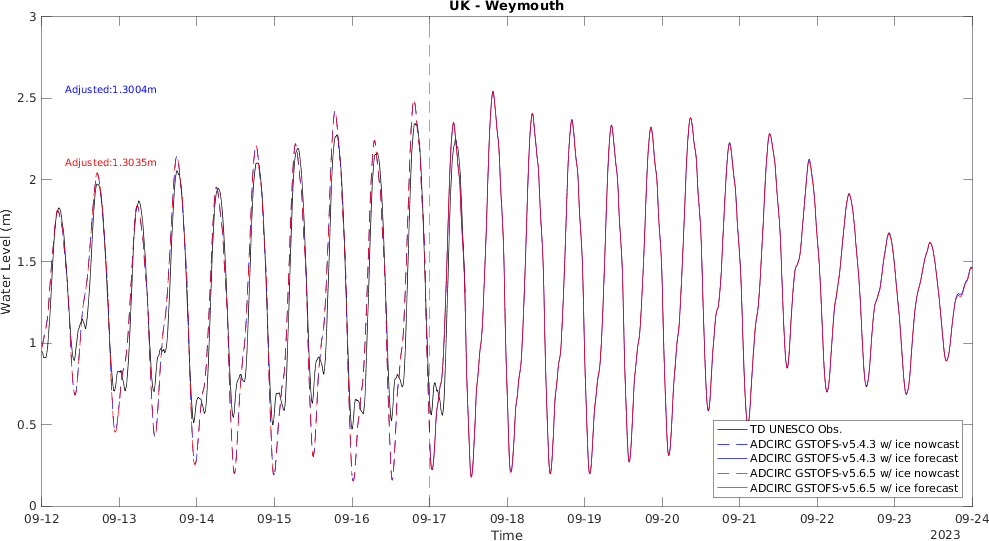 UK - Weymouth
3
2.5
2
1.5
1
0.5
0
Water Level (m)
Adjusted:1.3004m
Adjusted:1.3035m
TD UNESCO Obs.
ADCIRC GSTOFS-v5.4.3 w/ ice nowcast
ADCIRC GSTOFS-v5.4.3 w/ ice forecast
ADCIRC GSTOFS-v5.6.5 w/ ice nowcast
ADCIRC GSTOFS-v5.6.5 w/ ice forecast
09-12 09-13 09-14 09-15 09-16 09-17 09-18 09-19 09-20 09-21 09-22 09-23 09-24
Time
2023